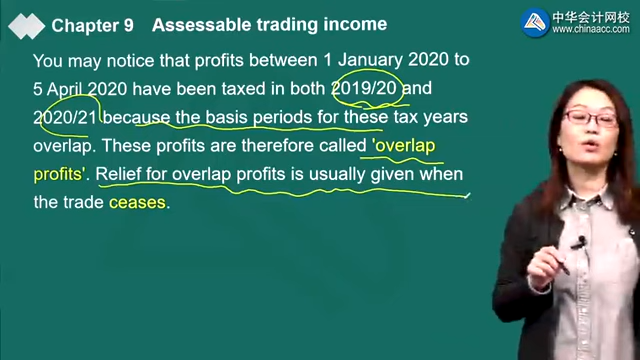 Chapter 9 Assessable trading income
中华会计网校
www.chinaacc.com
You may notice that profits between 1 January 2020 to
5 April 2020 have been taxed in both 2019/20 and
2020/21 because the basis periods for these tax years
overlap. These profits are therefore called 'overlap
profits'. Relief for overlap profits is usually given when
the trade ceases.